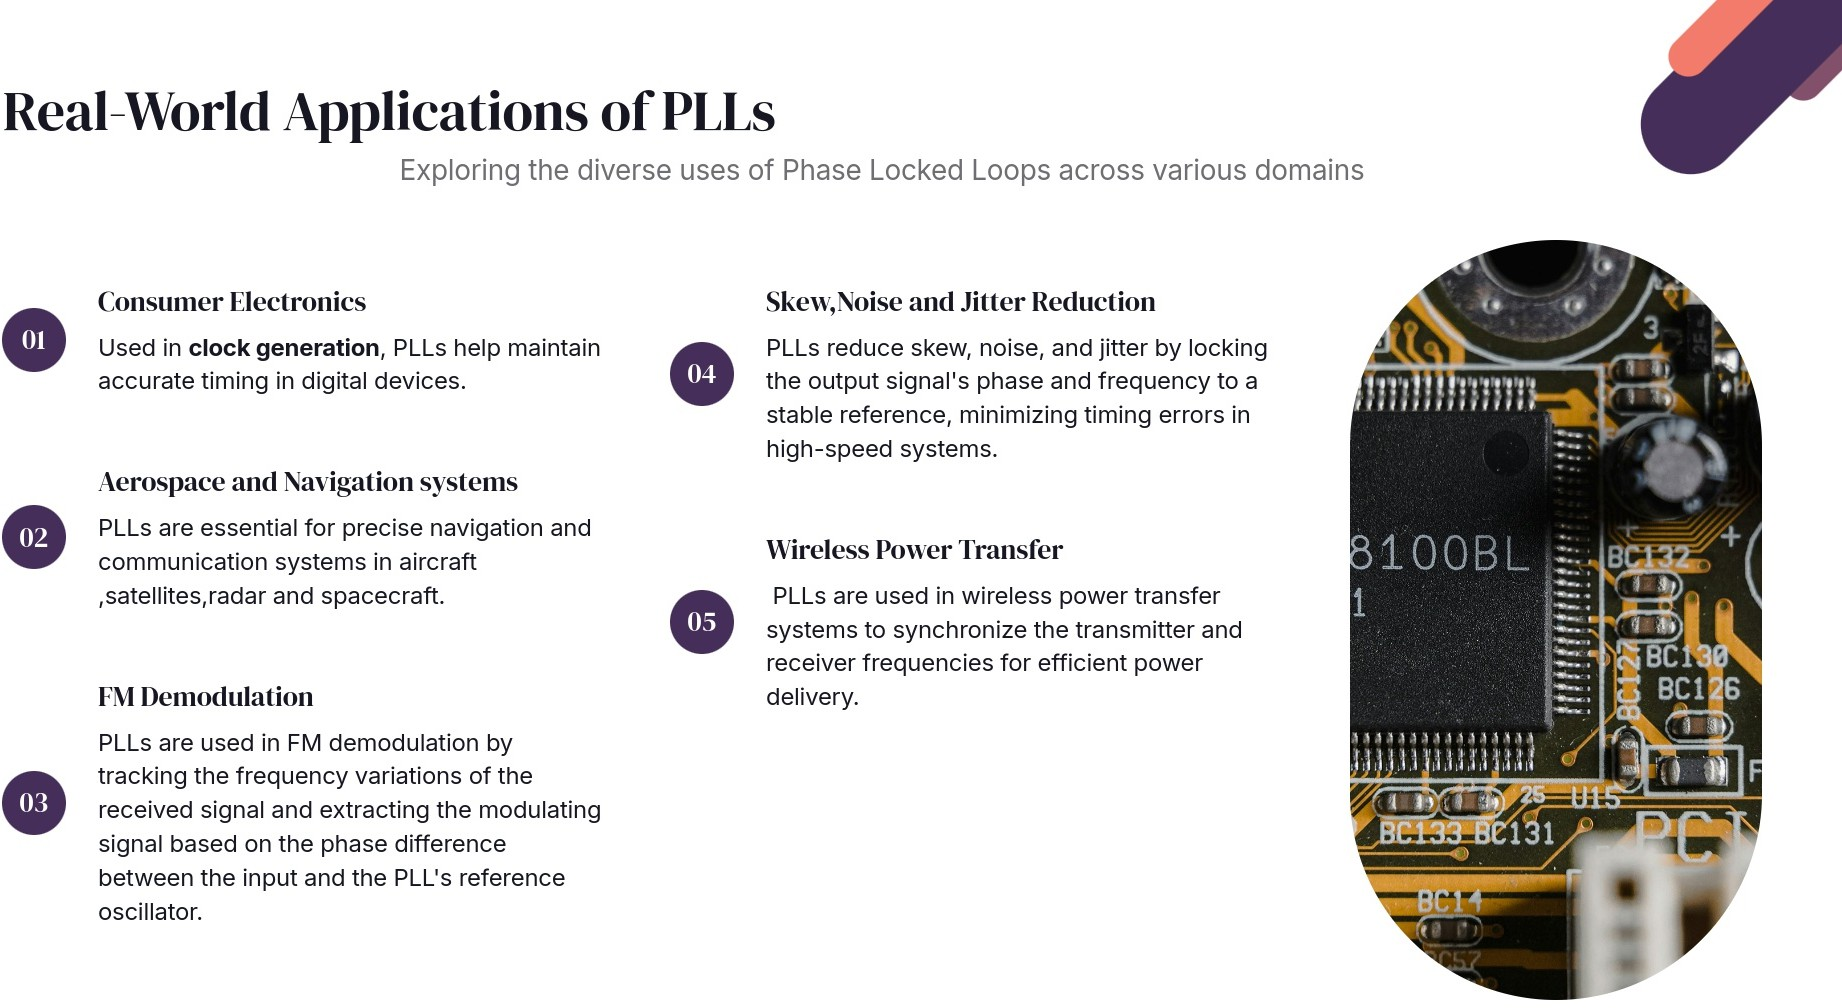 Real-World Applications of PLLs
Exploring the diverse uses of Phase Locked Loops across various domains
01
Consumer Electronics
Used in clock generation, PLLs help maintain
accurate timing in digital devices.
02
Aerospace and Navigation systems
PLLs are essential for precise navigation and
communication systems in aircraft
,satellites,radar and spacecraft.
03
FM Demodulation
PLLs are used in FM demodulation by
tracking the frequency variations of the
received signal and extracting the modulating
signal based on the phase difference
between the input and the PLL's reference
oscillator.
04
Skew,Noise and Jitter Reduction
PLLs reduce skew, noise, and jitter by locking
the output signal's phase and frequency to a
stable reference, minimizing timing errors in
high-speed systems.
05
Wireless Power Transfer
PLLs are used in wireless power transfer
systems to synchronize the transmitter and
receiver frequencies for efficient power
delivery.
3
8100BL
1
BC132
BC130
BC127
BC126
25
U15
BC133 BC131
PCI
BC14